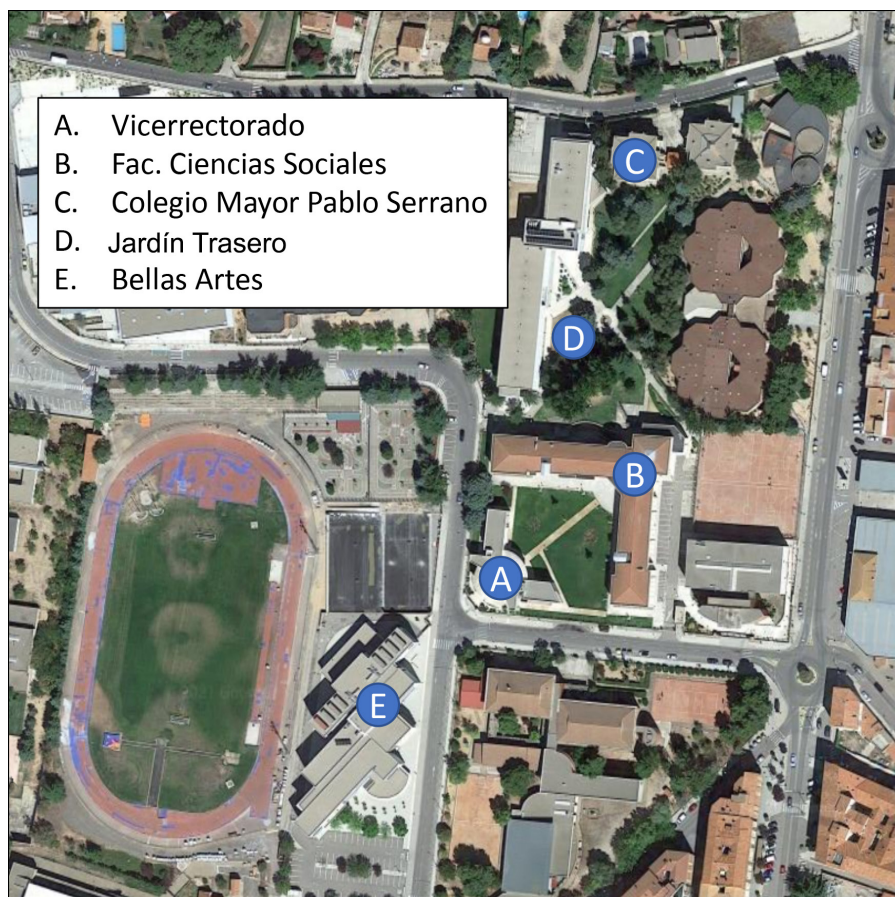 A. Vicerrectorado
B. Fac. Ciencias Sociales
C. Colegio Mayor Pablo Serrano
D. Jardín Trasero
E. Bellas Artes
C
D
B
A
E